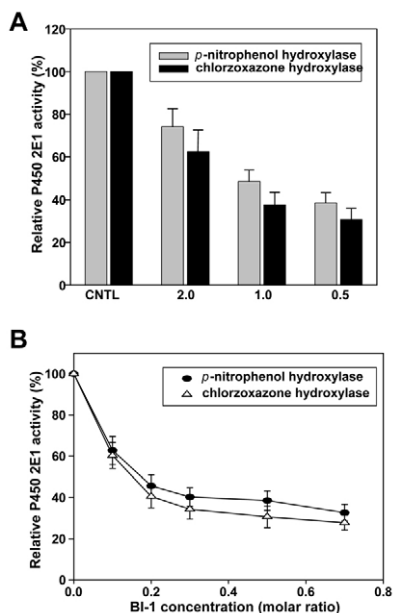 A
120
100
80
60
40
20
0
Relative P450 2E1 activity (%)
p-nitrophenol hydroxylase
chlorzoxazone hydroxylase
CNTL 2.0 1.0 0.5
B
100
80
60
40
20
0
Relative P450 2E1 activity (%)
p-nitrophenol hydroxylase
chlorzoxazone hydroxylase
0.0 0.2 0.4 0.6 0.8
BI-1 concentration (molar ratio)